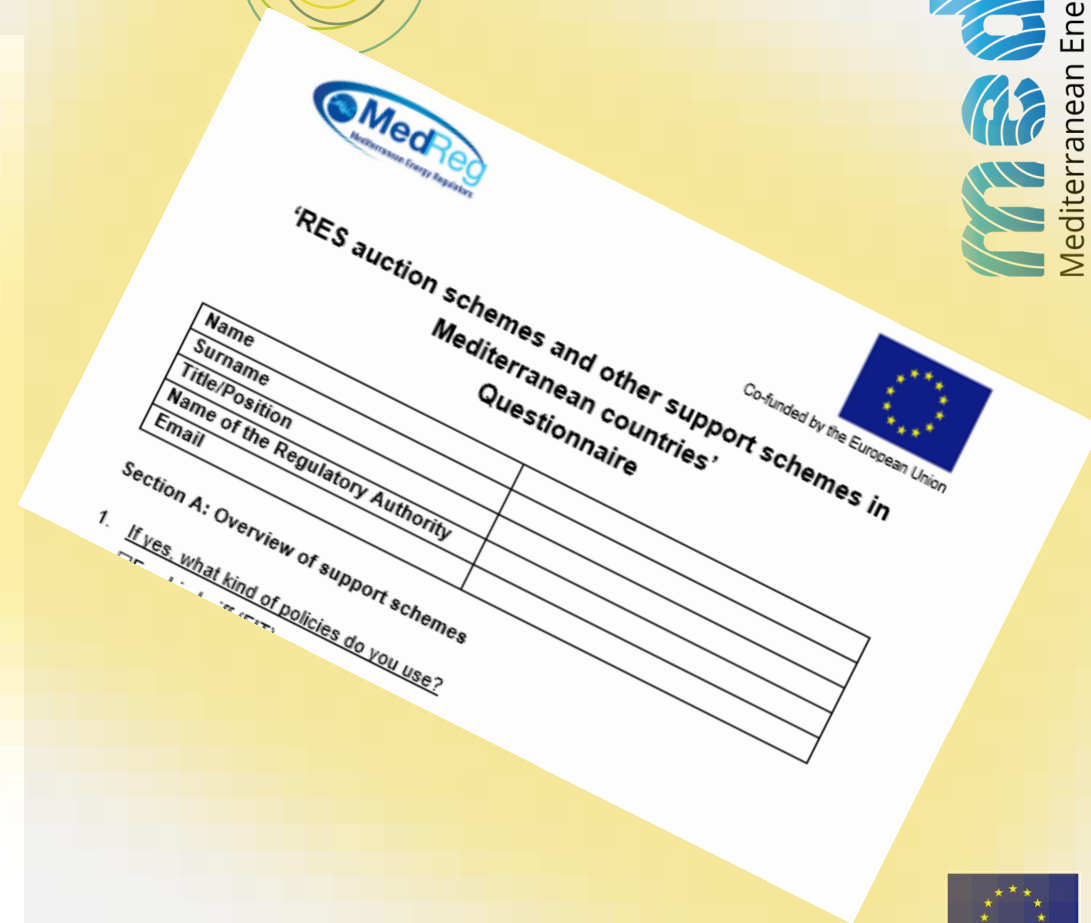 MedReg
Mediterranean Energy Regulators
Co-funded by the European Union
‘RES auction schemes and other support schemes in
Mediterranean countries’
Questionnaire
Name
Surname
Title/Position
Name of the Regulatory Authority
Email
Section A: Overview of support schemes
1. If yes, what kind of policies do you use?
med
Mediterranean Ene